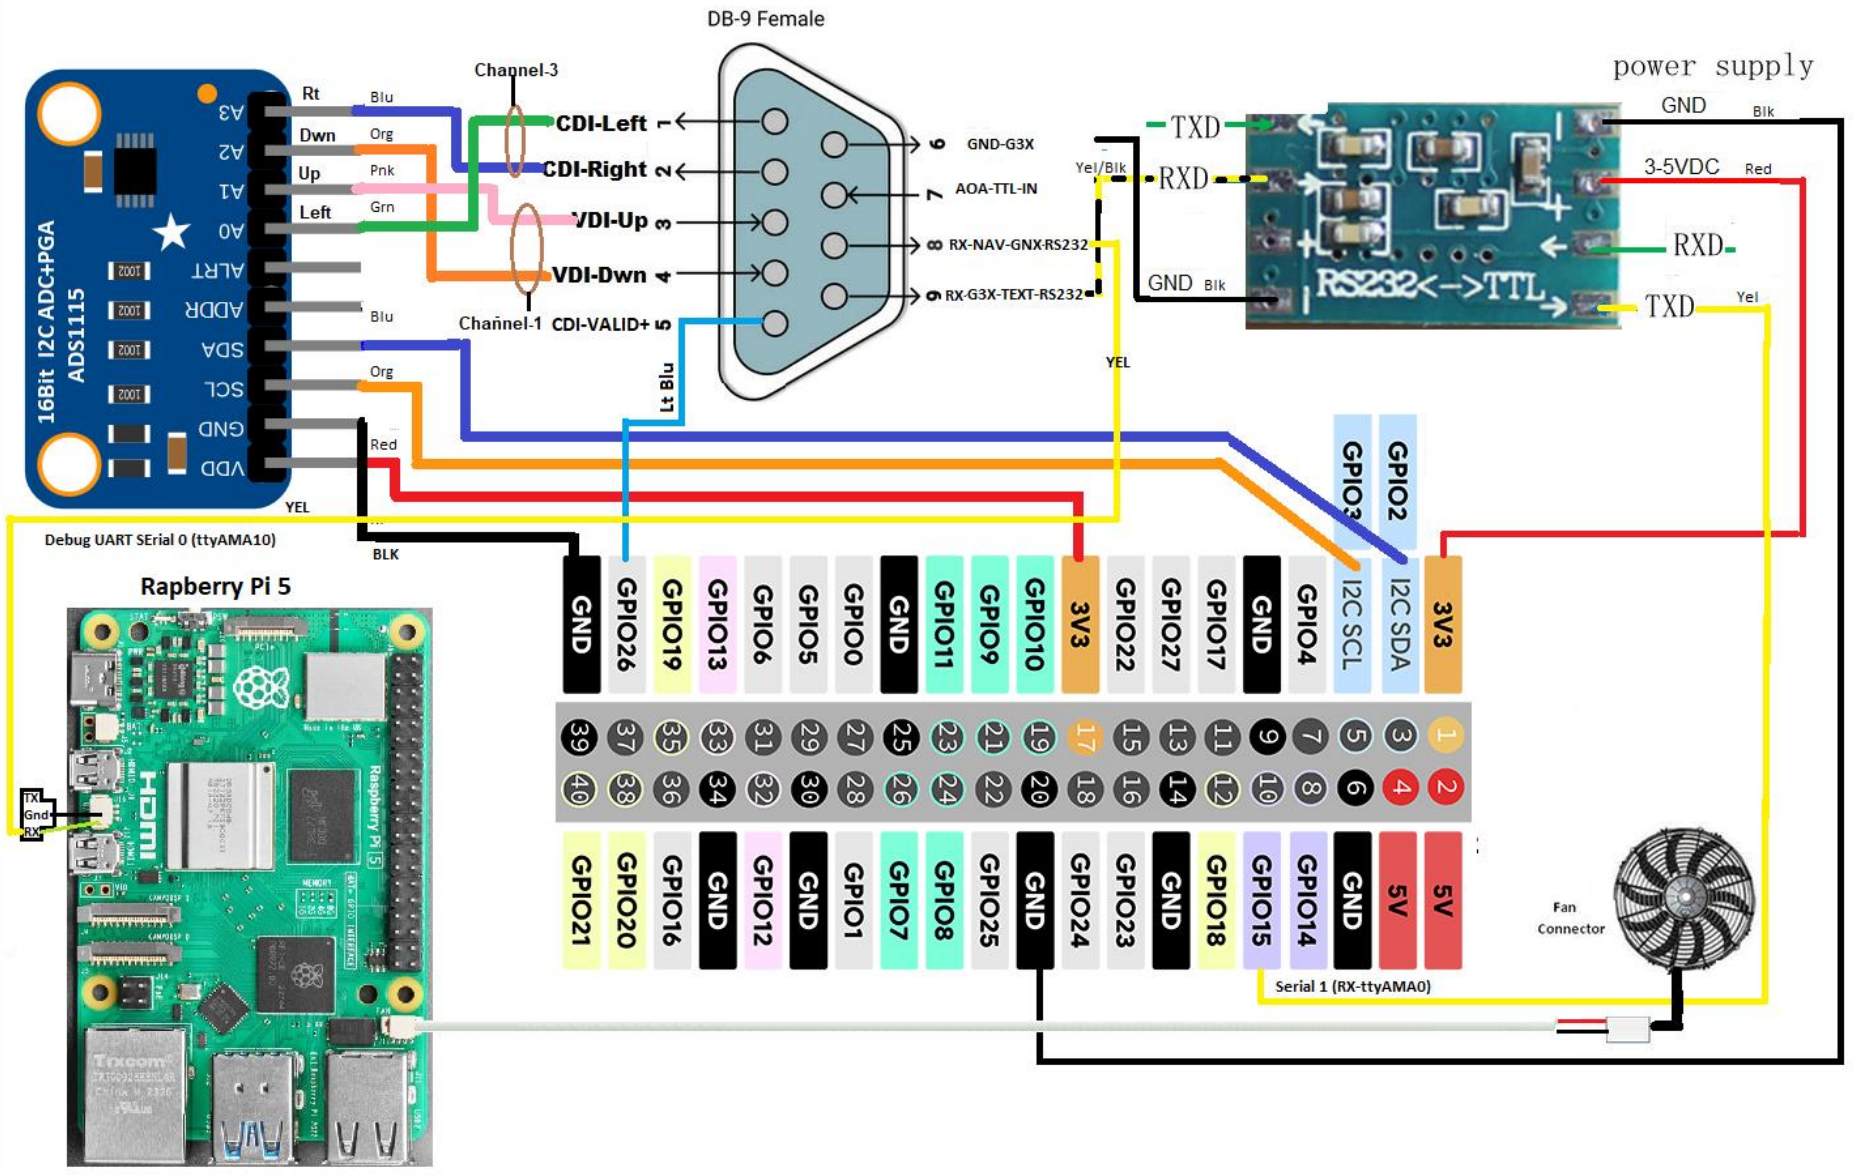 DB-9 Female
power supply
Channel-3
Rt
Blu
A3
Dwn
Org
A2
Up
Pnk
A1
Left
Grn
A0
ALRT
ADDR
Blu
SDA
Org
SCL
GND
Red
VDD
16Bit I2C ADC+PGA
ADS1115
1002
1002
1002
1002
CDI-Left 1
CDI-Right 2
VDI-Up 3
VDI-Dwn 4
Channel-1
CDI-VALID+ 5
6 GND-G3X
7 AOA-TTL-IN
8 RX-NAV-GNX-RS232
9 RX-G3X-TEXT-RS232
Lt Blu
YEL
Yel/Blk
TXD
RXD
GND Blk
GND Blk
3-5VDC Red
RXD
TXD
Yel
RS232<->TTL
YEL
BLK
Debug UART SErial 0 (ttyAMA10)
Rapberry Pi 5
GPIO3
GPIO2
GND
GPIO26
GPIO19
GPIO13
GPIO6
GPIO5
GPIO0
GND
GPIO11
GPIO9
GPIO10
3V3
GPIO22
GPIO27
GPIO17
GND
GPIO4
I2C SCL
I2C SDA
3V3
39 37 35 33 31 29 27 25 23 21 19 17 15 13 11 9 7 5 3 1
40 38 36 34 32 30 28 26 24 22 20 18 16 14 12 10 8 6 4 2
GPIO21
GPIO20
GPIO16
GND
GPIO12
GND
GPIO1
GPIO7
GPIO8
GPIO25
GND
GPIO24
GPIO23
GND
GPIO18
GPIO15
GPIO14
GND
5V
5V
Serial 1 (RX-ttyAMA0)
Fan
Connector
TX
Gnd
RX
HDMI
Raspberry Pi 5
MEMORY
GPIO INTERFACE
Trxcom